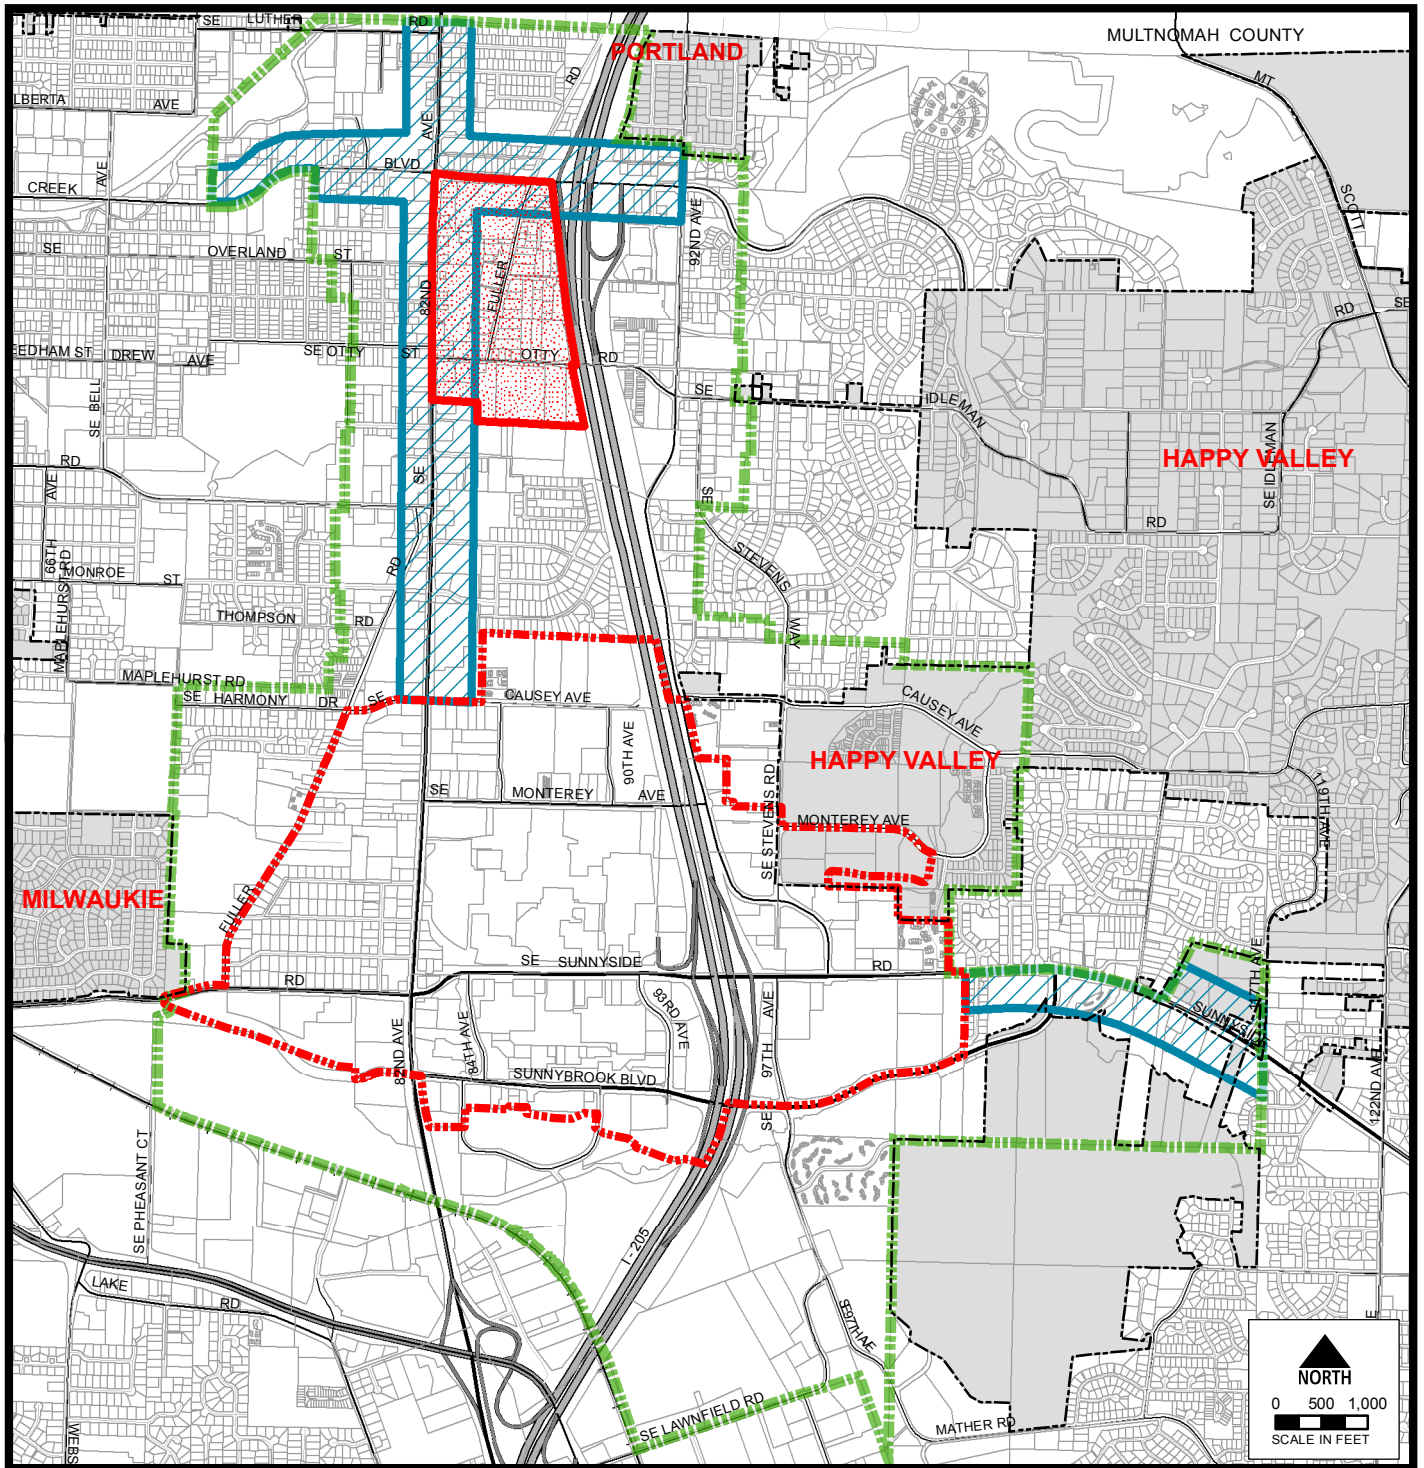 SE LUTHER RD
MULTNOMAH COUNTY
PORTLAND
RD
MT
SCOTT
LBERTA AVE
AVE
AVE
BLVD
CREEK
SE OVERLAND ST
92ND AVE
82ND
FULLER
RD
SE
EEDHAM ST DREW AVE
SE OTTY ST OTTY RD
SE
IDLEMAN
SE BELL
HAPPY VALLEY
SE IDLEMAN
RD
RD
SE
SE
66TH AVE
STEVENS WAY
MONROE ST
RD
MAPLEHURST RD
THOMPSON RD
MAPLEHURST RD
SE HARMONY DR SE
CAUSEY AVE
CAUSEY AVE
90TH AVE
HAPPY VALLEY
SE STEVENS RD
SE MONTEREY AVE
MONTEREY AVE
119TH AVE
MILWAUKIE
FULLER
RD
SE SUNNYSIDE RD
93RD AVE
SE 97TH AVE
7TH AVE
SUNNYSI
82ND AVE
84TH AVE
SUNNYBROOK BLVD
122ND AVE
SE PHEASANT CT
I - 205
LAKE RD
SE 97TH AVE
SE LAWNFIELD RD
MATHER RD
WEBS
E
NORTH
0 500 1,000
SCALE IN FEET